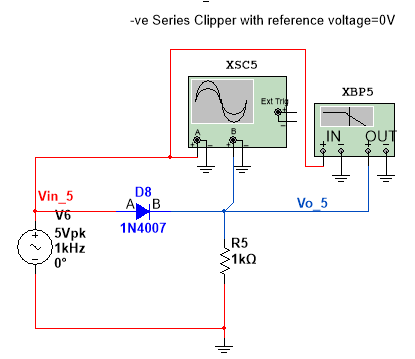 -ve Series Clipper with reference voltage=0V
XSC5
Ext Trig
+
−
A
B
+
−
+
−
XBP5
IN
OUT
+
−
+
−
Vin_5
D8
A
B
Vo_5
V6
1N4007
5Vpk
1kHz
0°
R5
1kΩ